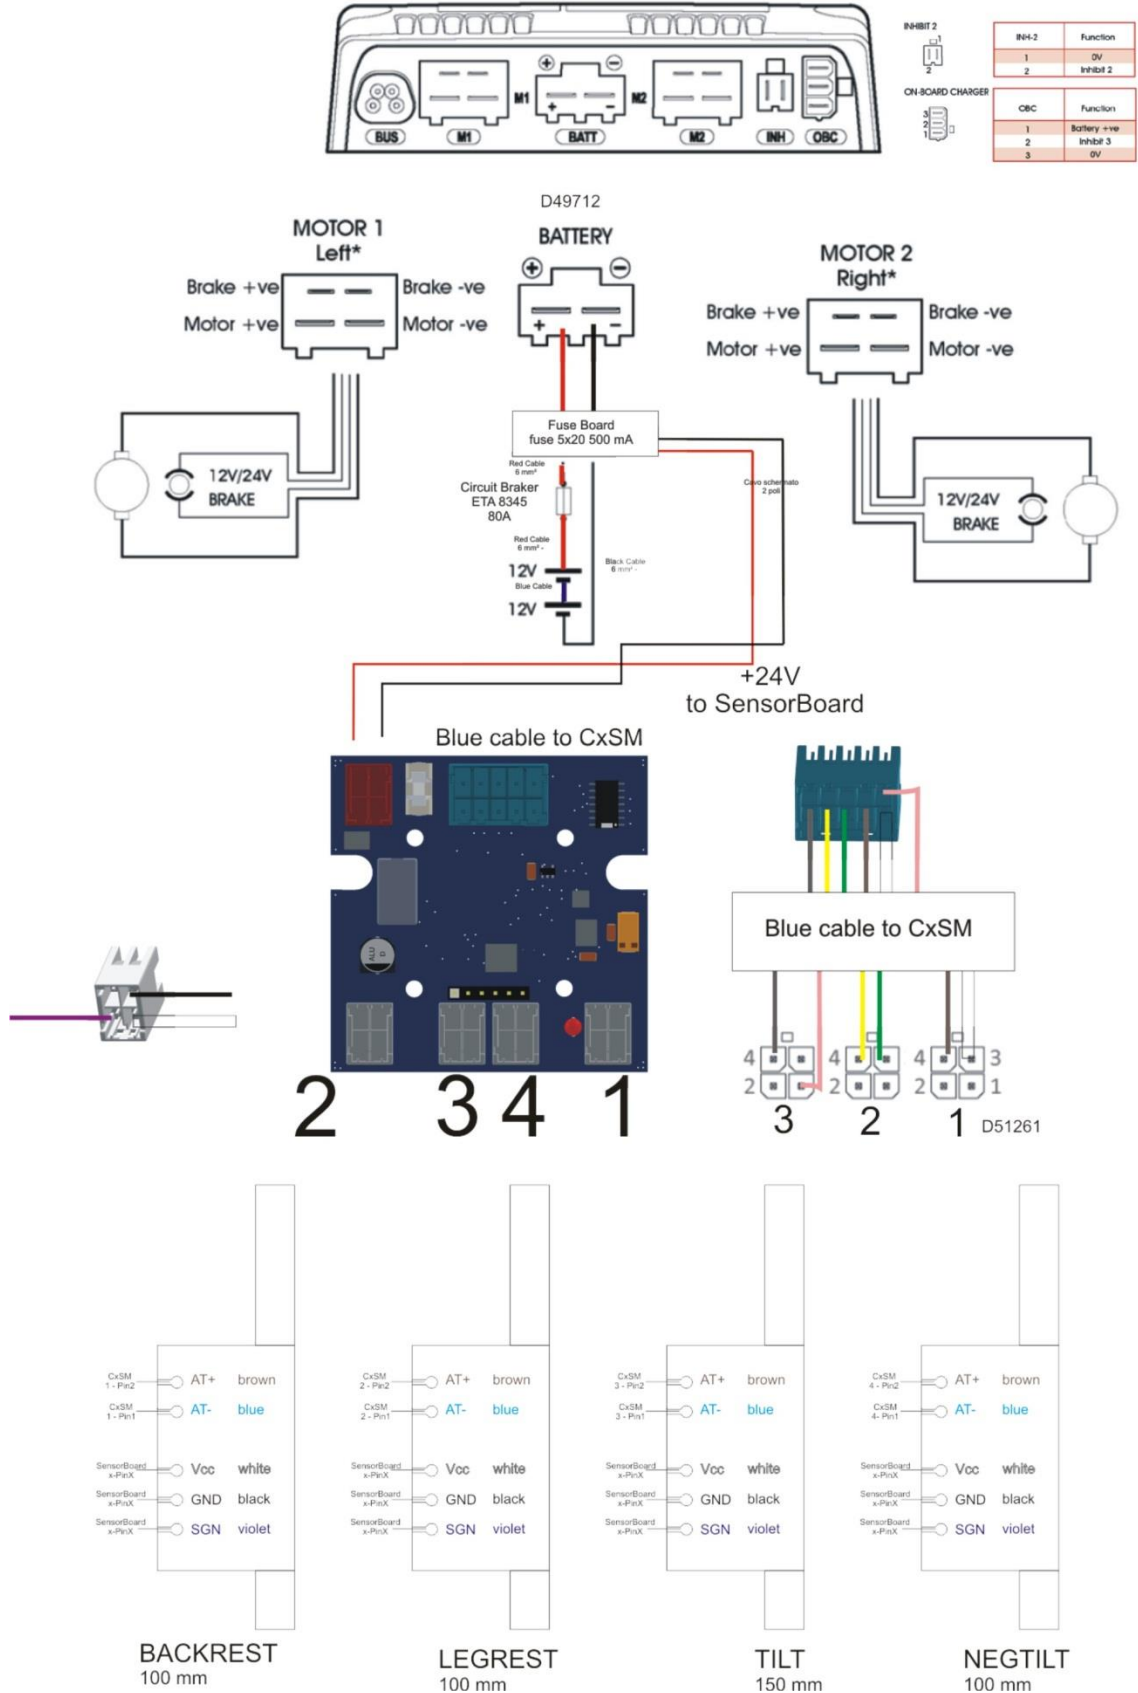 INHIBIT 2
1
2
INH-2 Function
1 0V
2 Inhibit 2
ON-BOARD CHARGER
3
2
1
OBC Function
1 Battery +ve
2 Inhibit 3
3 0V
M1 M2
BUS M1 BATT M2 INH OBC
D49712
MOTOR 1
Left*
Brake +ve Brake -ve
Motor +ve Motor -ve
BATTERY
+ −
+ −
MOTOR 2
Right*
Brake +ve Brake -ve
Motor +ve Motor -ve
12V/24V
BRAKE
Fuse Board
fuse 5x20 500 mA
Red Cable
6 mm²
Circuit Braker
ETA 8345
80A
Red Cable
6 mm² -
12V
Blue Cable
12V
Black Cable
6 mm² -
Cavo schermato
2 poli
12V/24V
BRAKE
+24V
to SensorBoard
Blue cable to CxSM
ALU
D
2 3 4 1
Blue cable to CxSM
4 4 4 3
2 2 2 1
3 2 1
D51261
CxSM
1 - Pin2
AT+ brown
CxSM
1 - Pin1
AT- blue
SensorBoard
x-PinX
Vcc white
SensorBoard
x-PinX
GND black
SensorBoard
x-PinX
SGN violet
BACKREST
100 mm
CxSM
2 - Pin2
AT+ brown
CxSM
2 - Pin1
AT- blue
SensorBoard
x-PinX
Vcc white
SensorBoard
x-PinX
GND black
SensorBoard
x-PinX
SGN violet
LEGREST
100 mm
CxSM
3 - Pin2
AT+ brown
CxSM
3 - Pin1
AT- blue
SensorBoard
x-PinX
Vcc white
SensorBoard
x-PinX
GND black
SensorBoard
x-PinX
SGN violet
TILT
150 mm
CxSM
4 - Pin2
AT+ brown
CxSM
4- Pin1
AT- blue
SensorBoard
x-PinX
Vcc white
SensorBoard
x-PinX
GND black
SensorBoard
x-PinX
SGN violet
NEGTILT
100 mm